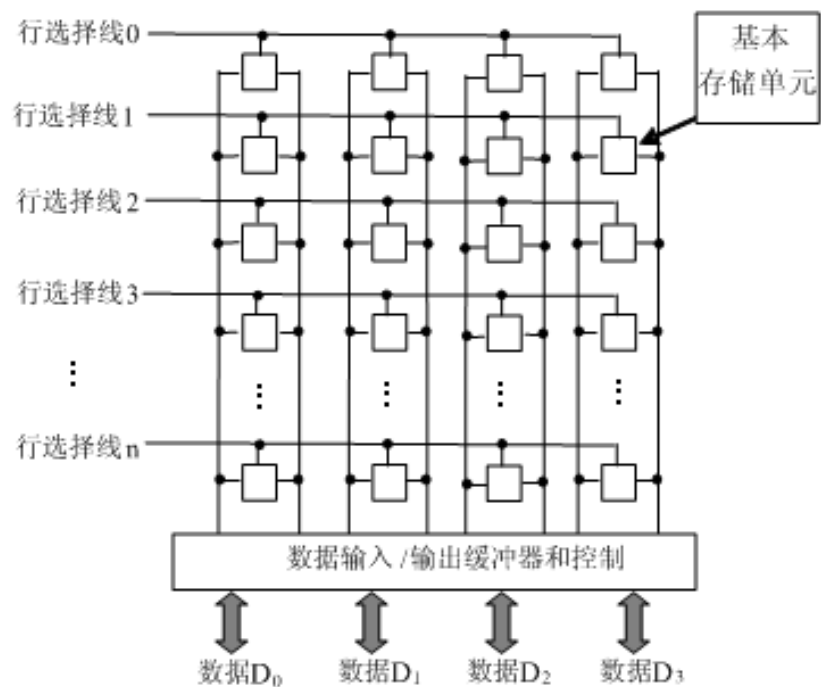 行选择线0
基本
存储单元
行选择线1
行选择线2
行选择线3
⋮
行选择线n
数据输入/输出缓冲器和控制
数据D₀
数据D₁
数据D₂
数据D₃